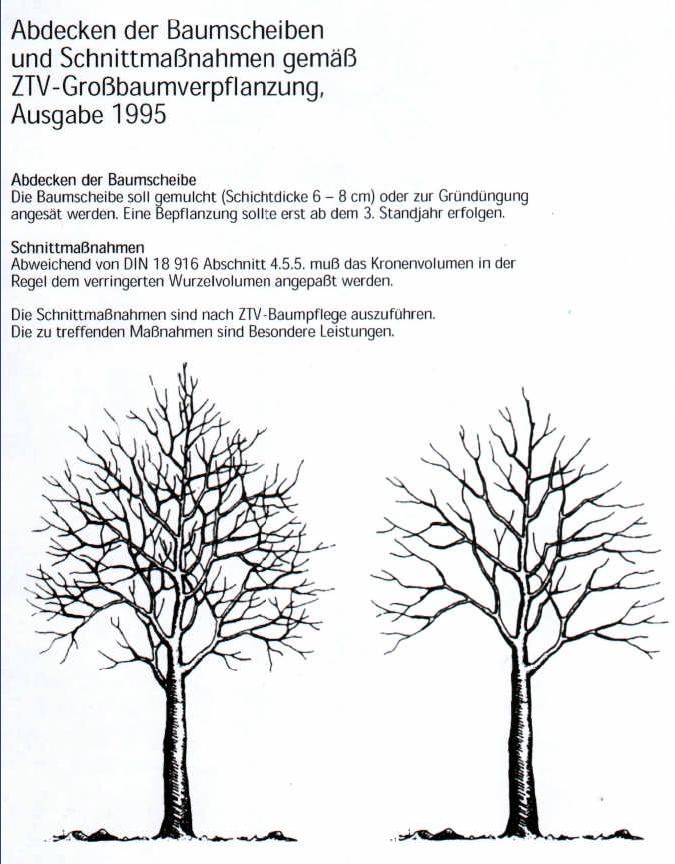 Abdecken der Baumscheiben
und Schnittmaßnahmen gemäß
ZTV-Großbaumverpflanzung,
Ausgabe 1995
Abdecken der Baumscheibe
Die Baumscheibe soll gemulcht (Schichtdicke 6 – 8 cm) oder zur Gründüngung
angesät werden. Eine Bepflanzung sollte erst ab dem 3. Standjahr erfolgen.
Schnittmaßnahmen
Abweichend von DIN 18 916 Abschnitt 4.5.5. muß das Kronenvolumen in der
Regel dem verringerten Wurzelvolumen angepaßt werden.
Die Schnittmaßnahmen sind nach ZTV-Baumpflege auszuführen.
Die zu treffenden Maßnahmen sind Besondere Leistungen.